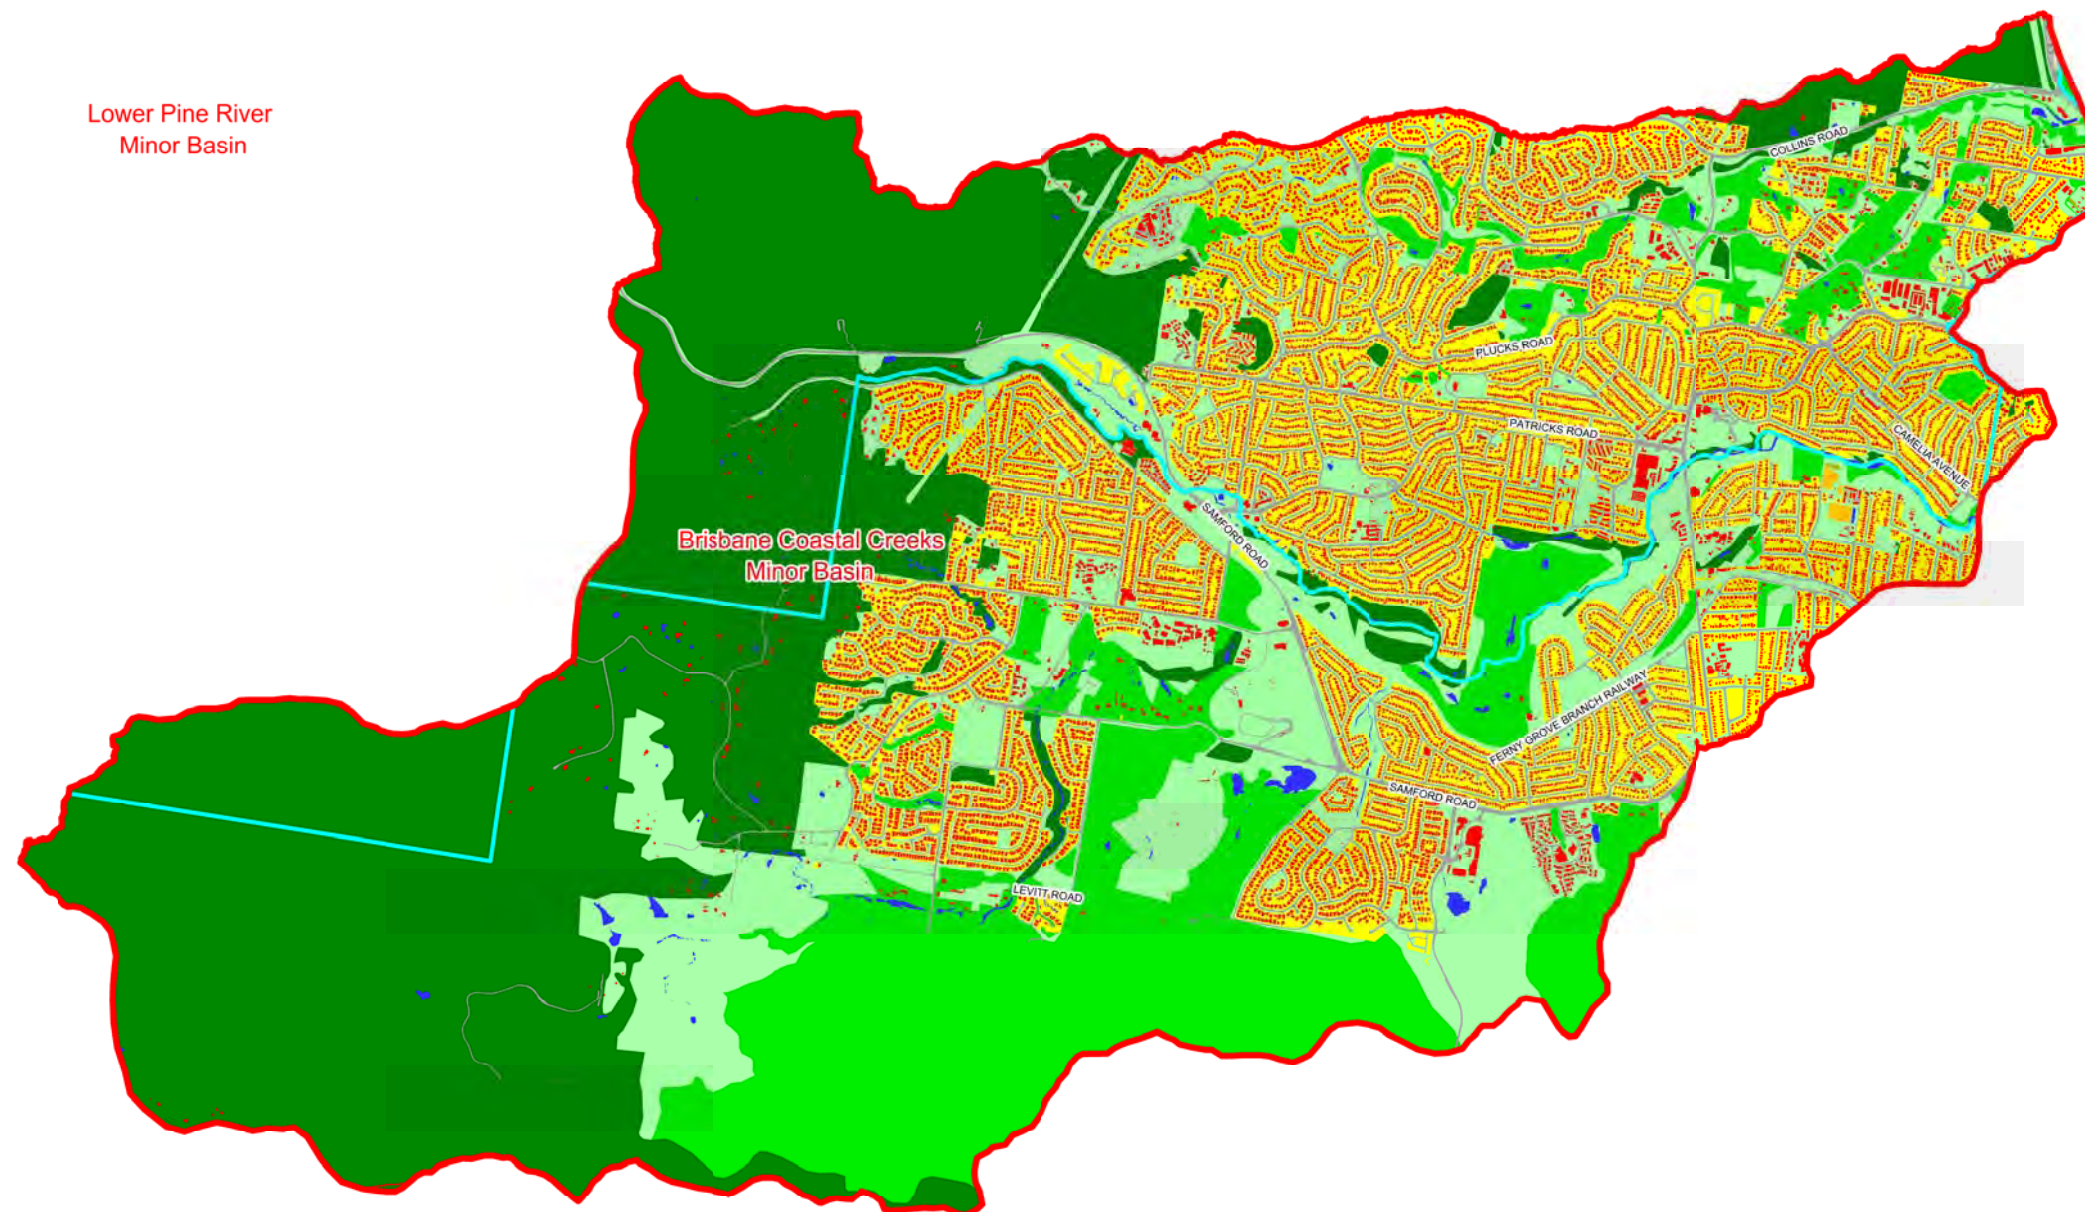 Lower Pine River
Minor Basin
COLLINS ROAD
PLUCKS ROAD
PATRICKS ROAD
CAMELIA AVENUE
SAMFORD ROAD
Brisbane Coastal Creeks
Minor Basin
FERNY GROVE BRANCH RAILWAY
SAMFORD ROAD
LEVITT ROAD